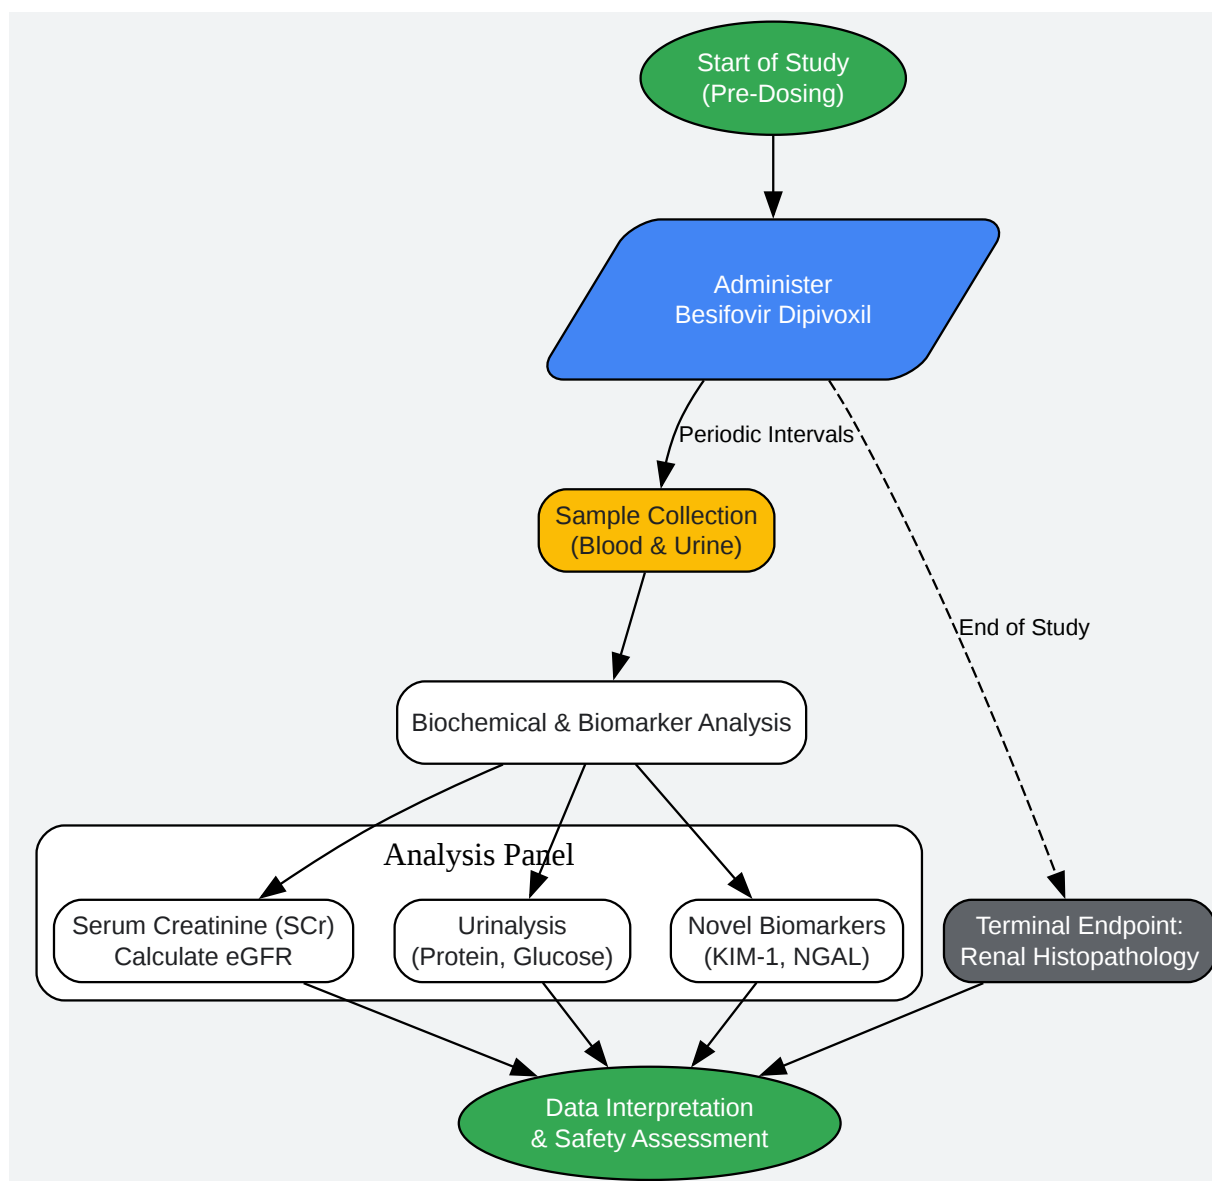 Start of Study
(Pre-Dosing)
Administer
Besifovir Dipivoxil
Periodic Intervals
Sample Collection
(Blood & Urine)
End of Study
Biochemical & Biomarker Analysis
Analysis Panel
Serum Creatinine (SCr)
Calculate eGFR
Urinalysis
(Protein, Glucose)
Novel Biomarkers
(KIM-1, NGAL)
Terminal Endpoint:
Renal Histopathology
Data Interpretation
& Safety Assessment